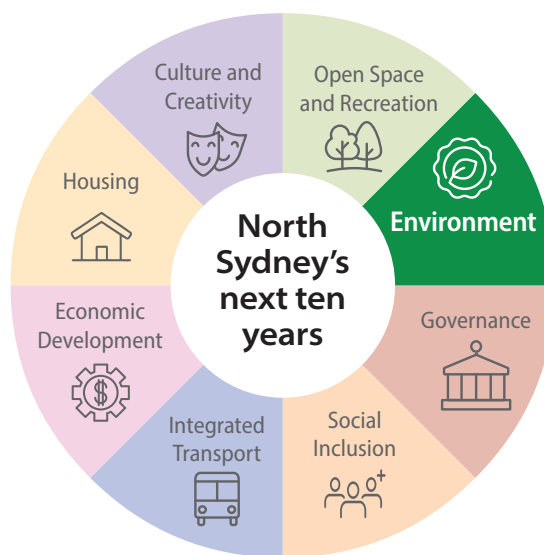 Culture and
Creativity
Open Space
and Recreation
Environment
Governance
Social
Inclusion
Integrated
Transport
Economic
Development
$
Housing
North
Sydney's
next ten
years